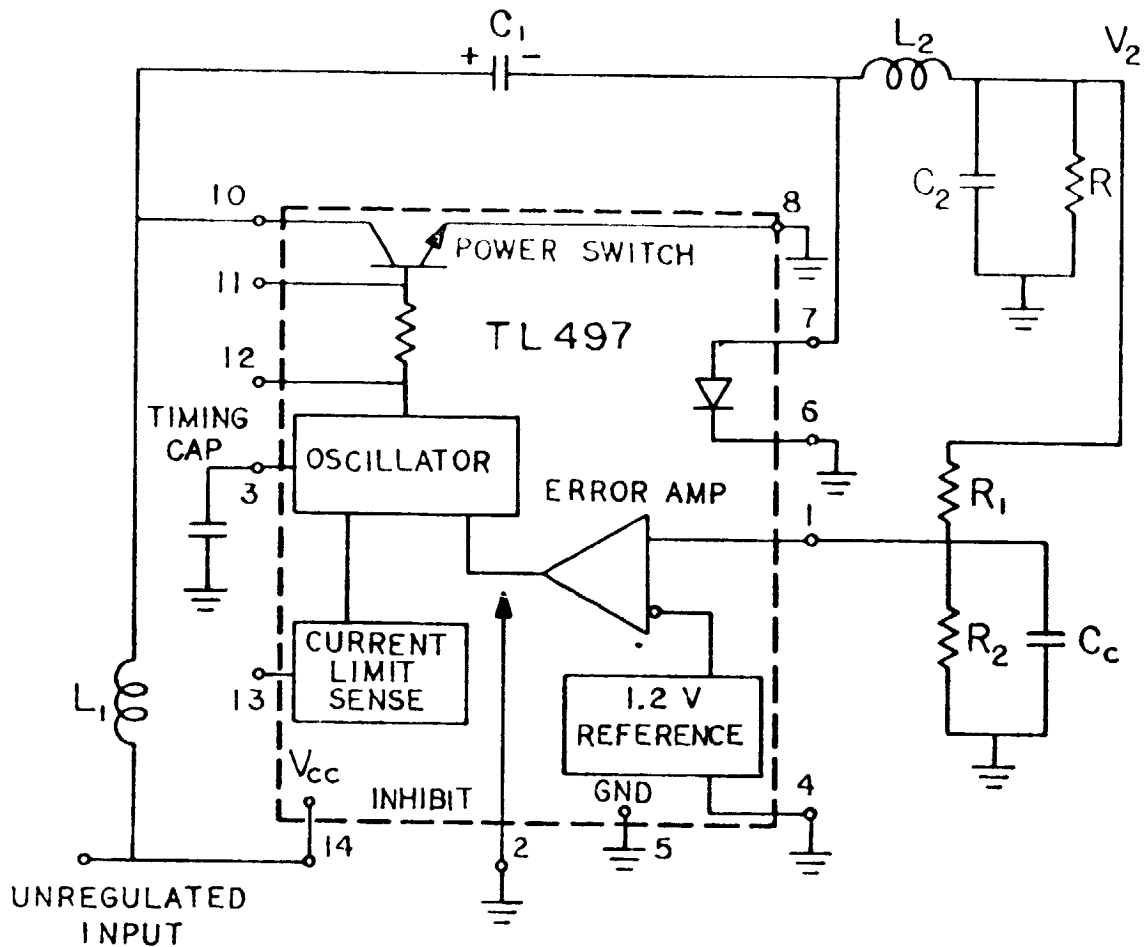 C₁
+ −
L₂
V₂
10
8
C₂
R
POWER SWITCH
11
7
TL497
12
6
TIMING
CAP
OSCILLATOR
3
ERROR AMP
1
R₁
CURRENT
LIMIT
SENSE
R₂
C꜀
L₁
13
1.2 V
REFERENCE
Vcc
INHIBIT
GND
4
14
2
5
UNREGULATED
INPUT